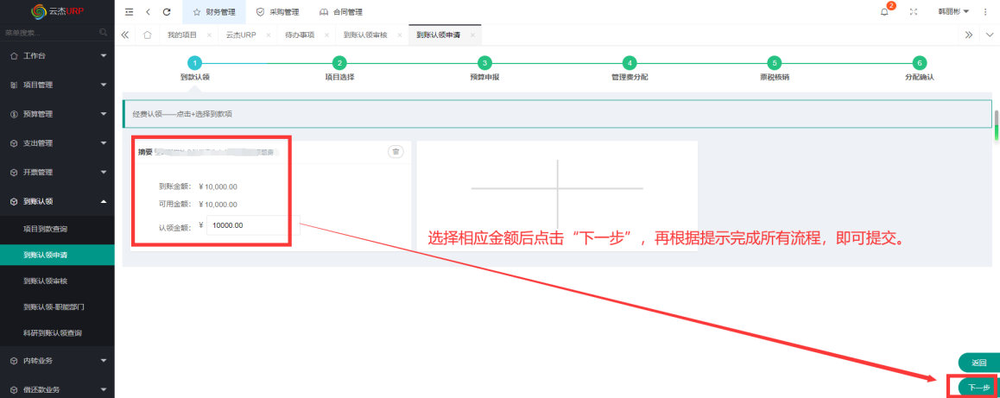 云杰URP
财务管理
采购管理
合同管理
2
韩丽彬
菜单搜索...
我的项目 ×
云杰URP ×
待办事项 ×
到账认领审核 ×
到账认领申请 ×
工作台
项目管理
预算管理
支出管理
开票管理
到账认领
项目到款查询
到账认领申请
到账认领审核
到账认领-职能部门
科研到账认领查询
内转业务
借还款业务
1
到款认领
2
项目选择
3
预算申报
4
管理费分配
5
票税核销
6
分配确认
经费认领——点击+选择到款项
摘要
到账金额： ¥ 10,000.00
可用金额： ¥ 10,000.00
认领金额： ¥ 10000.00
选择相应金额后点击“下一步”，再根据提示完成所有流程，即可提交。
返回
下一步